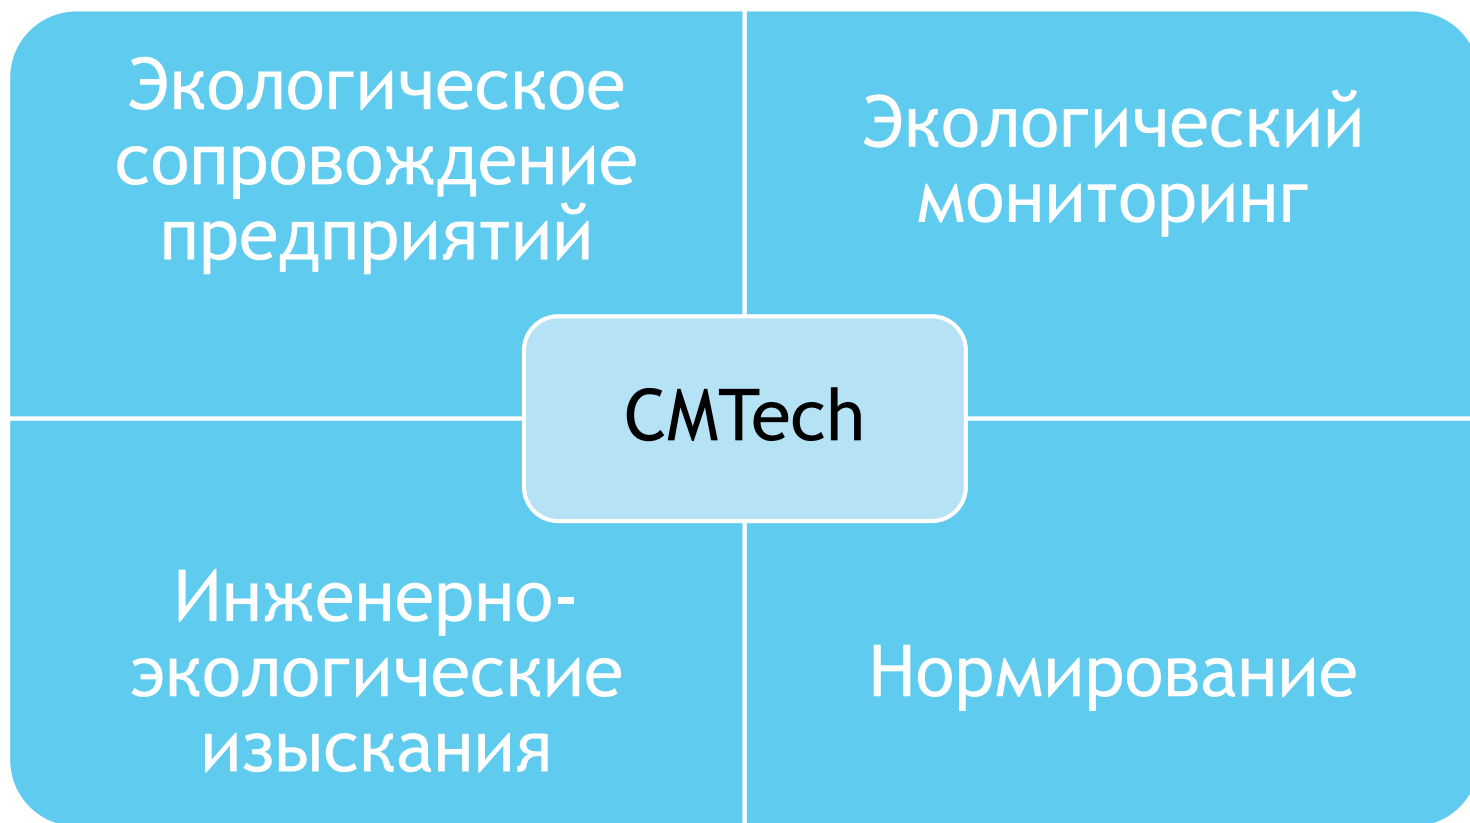 Экологическое
сопровождение
предприятий
Экологический
мониторинг
CMTech
Инженерно-
экологические
изыскания
Нормирование